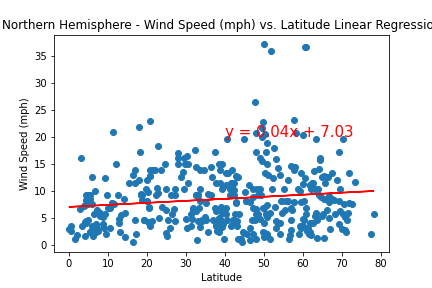 Northern Hemisphere - Wind Speed (mph) vs. Latitude Linear Regressio
35
30
25
y = 0.04x + 7.03
20
15
10
5
0
Wind Speed (mph)
0 10 20 30 40 50 60 70 80
Latitude